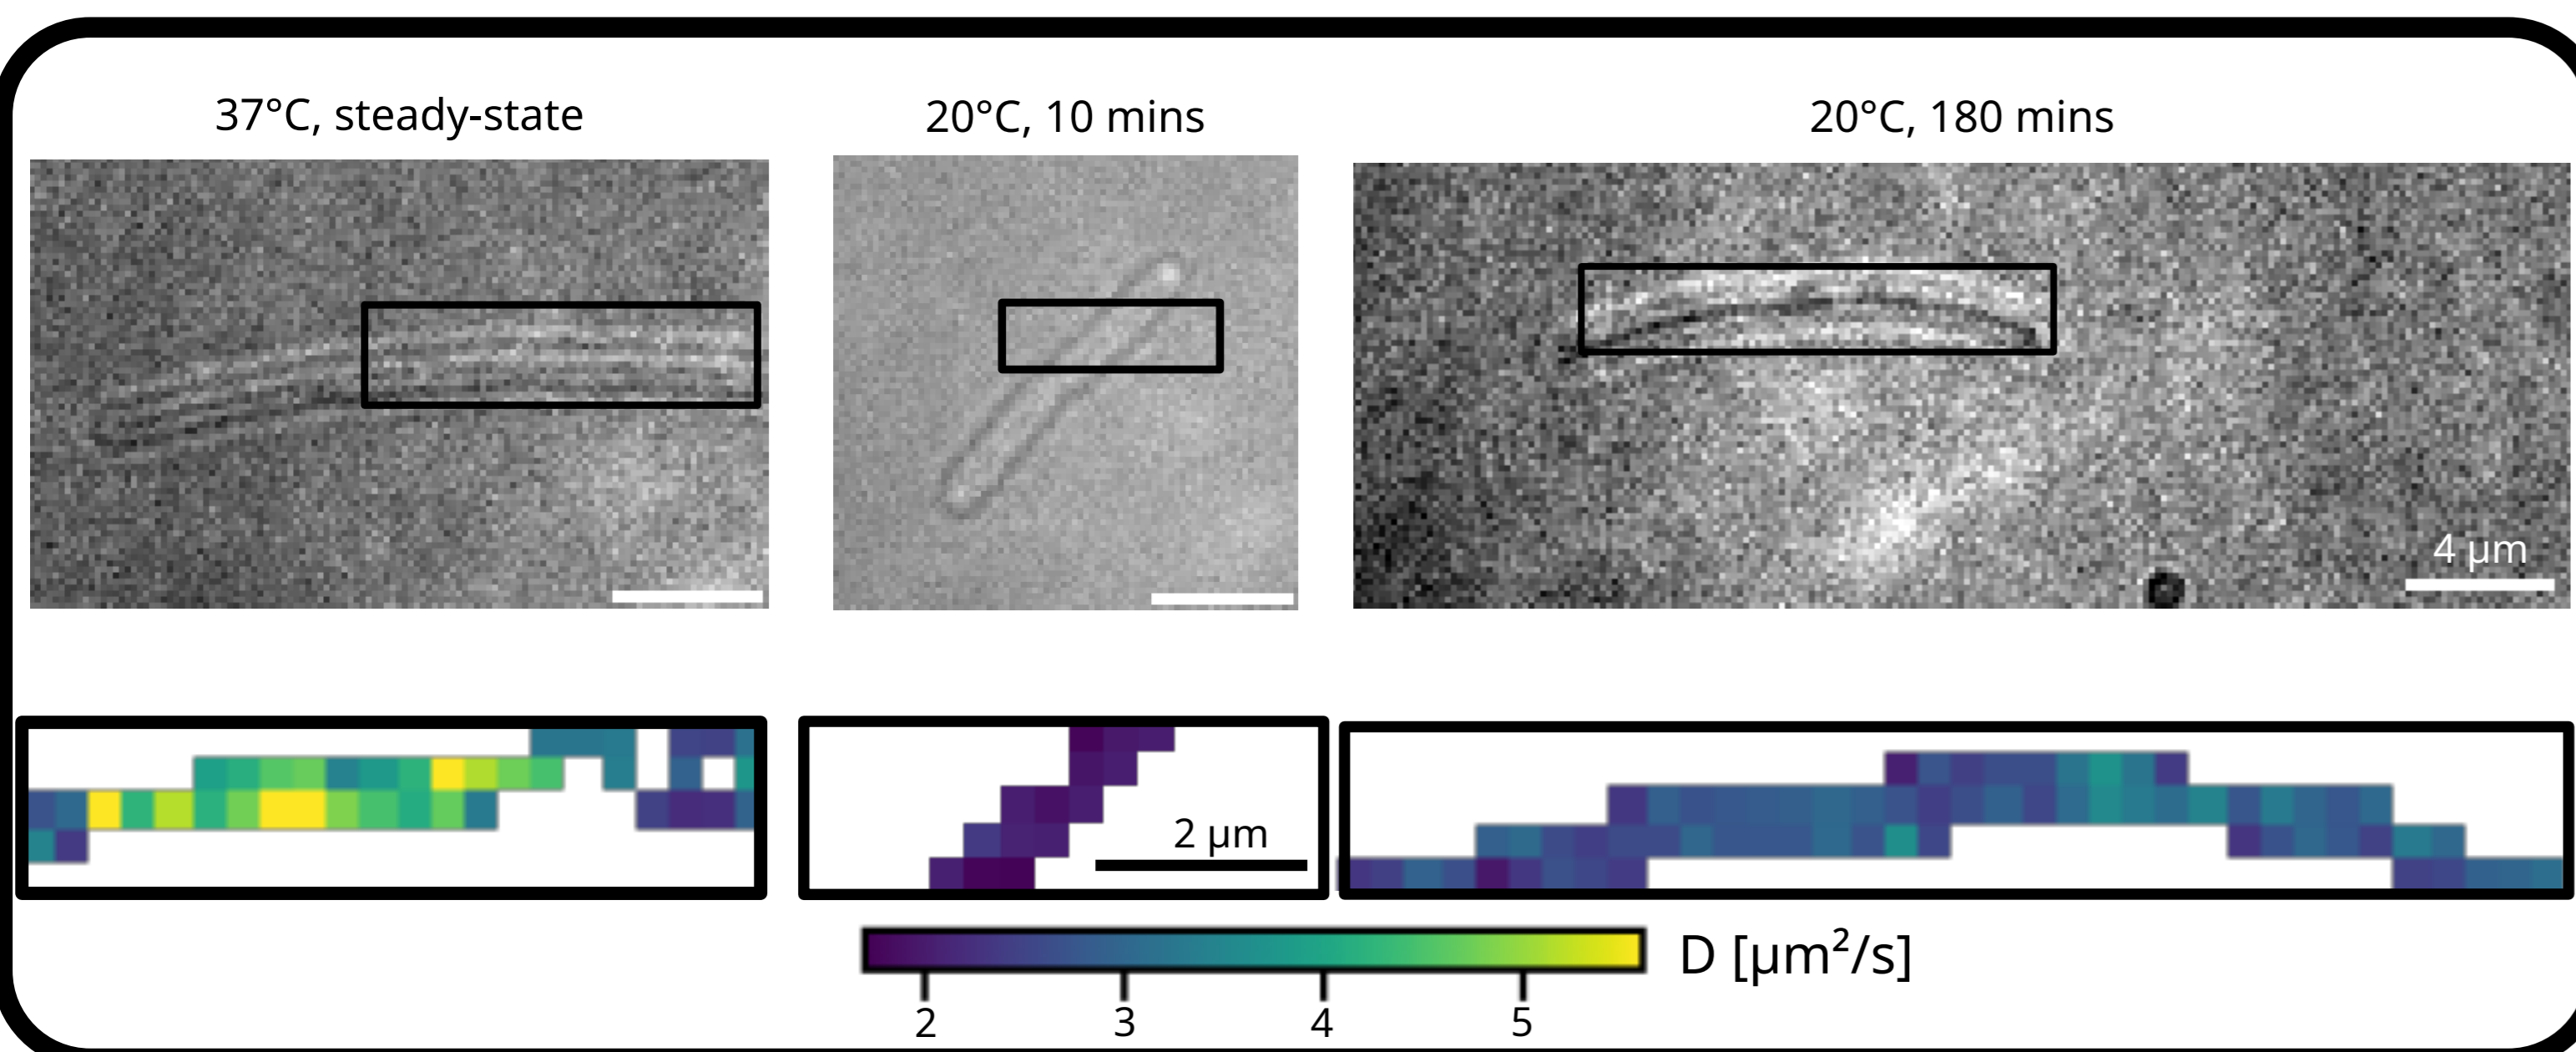 37°C, steady-state
20°C, 10 mins
20°C, 180 mins
4 µm
2 µm
D [µm²/s]
2
3
4
5